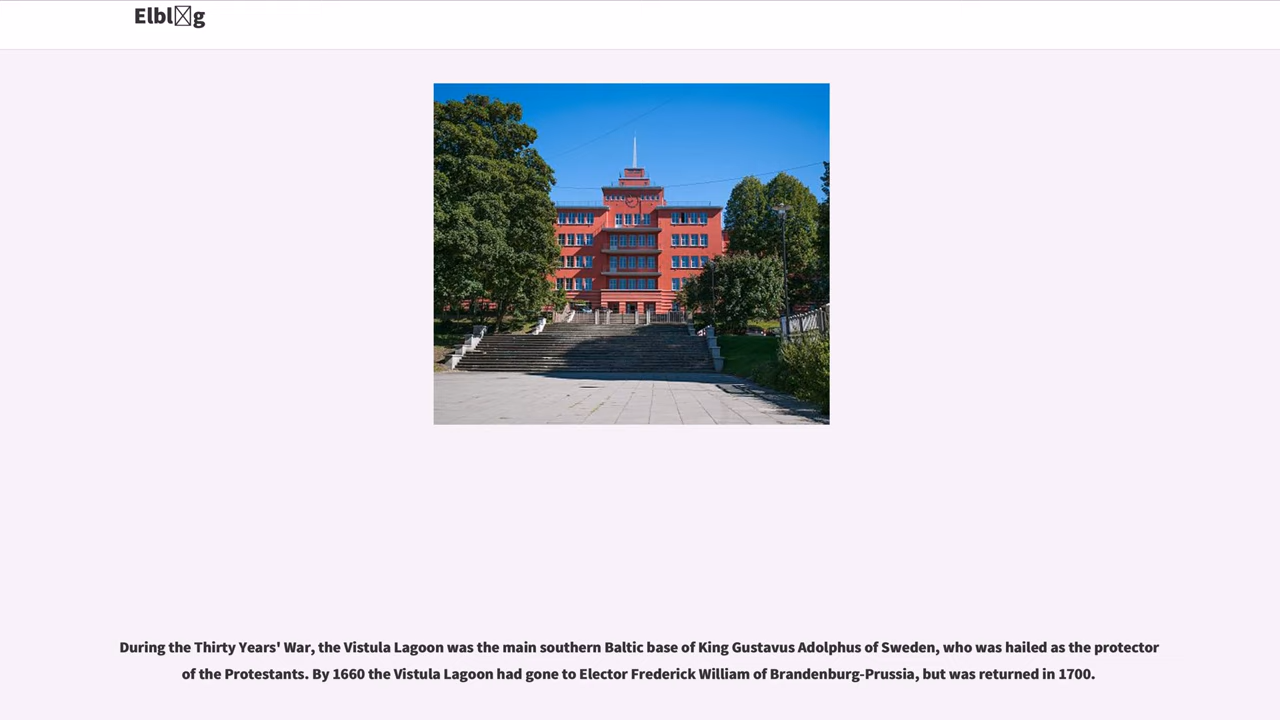 Elbl▯g
During the Thirty Years' War, the Vistula Lagoon was the main southern Baltic base of King Gustavus Adolphus of Sweden, who was hailed as the protector
of the Protestants. By 1660 the Vistula Lagoon had gone to Elector Frederick William of Brandenburg-Prussia, but was returned in 1700.